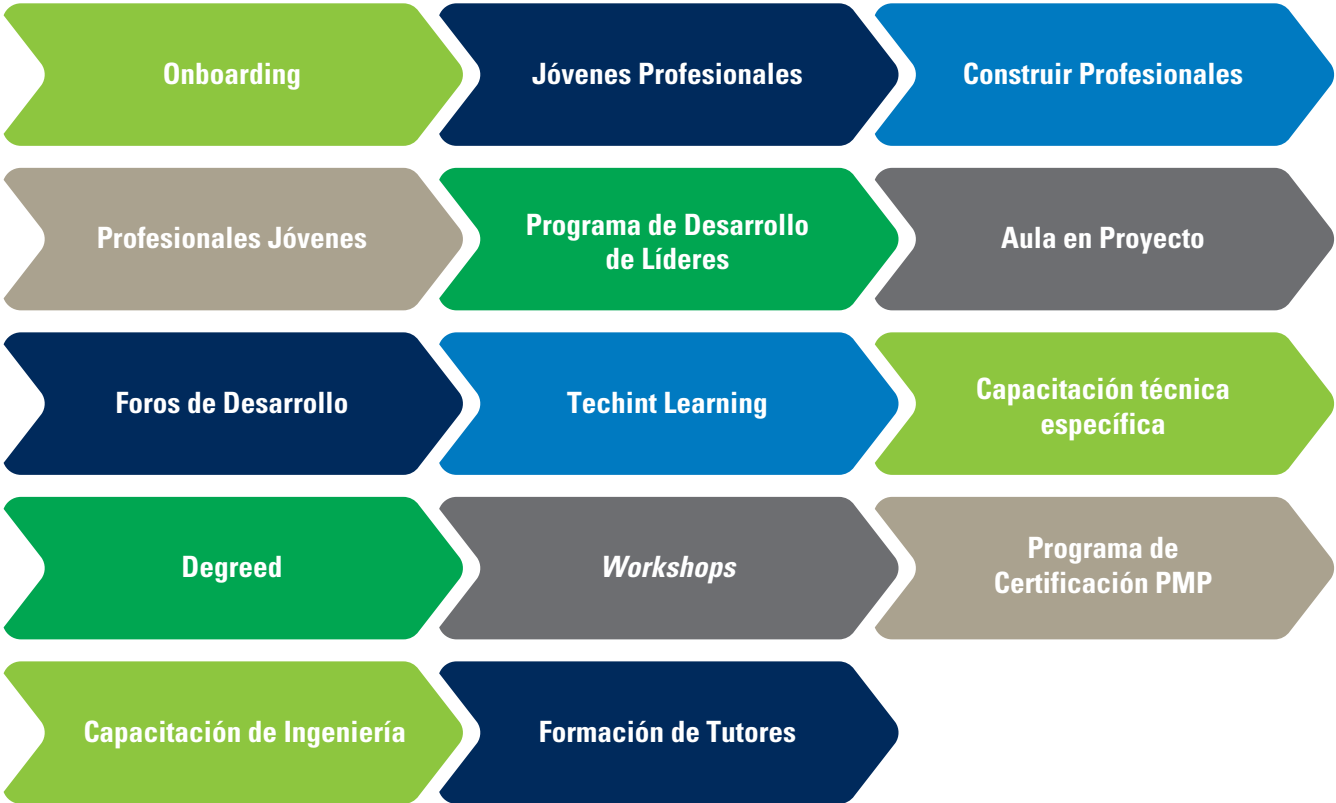 Onboarding
Jóvenes Profesionales
Construir Profesionales
Profesionales Jóvenes
Programa de Desarrollo
de Líderes
Aula en Proyecto
Foros de Desarrollo
Techint Learning
Capacitación técnica
específica
Degreed
Workshops
Programa de
Certificación PMP
Capacitación de Ingeniería
Formación de Tutores